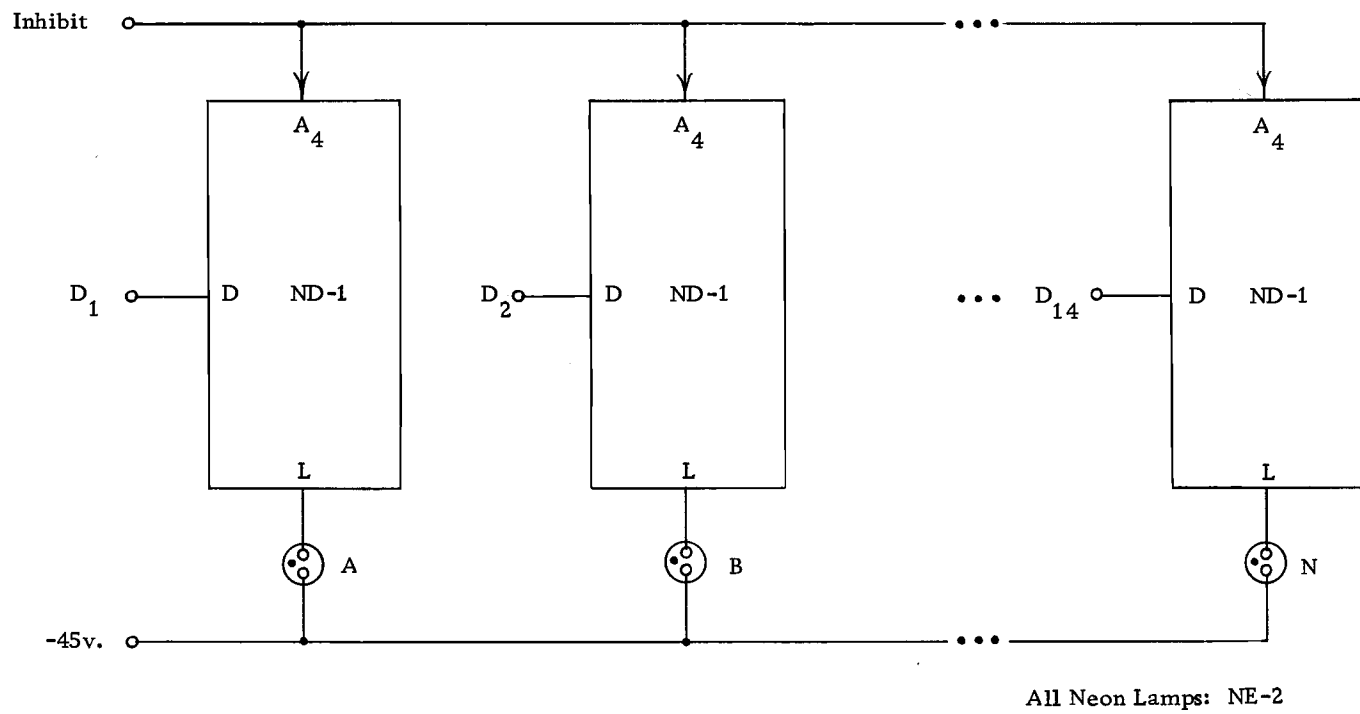 Inhibit
A4 A4 A4
D1 D ND-1 D2 D ND-1 ... D14 D ND-1
L L L
A B N
-45v.
All Neon Lamps: NE-2